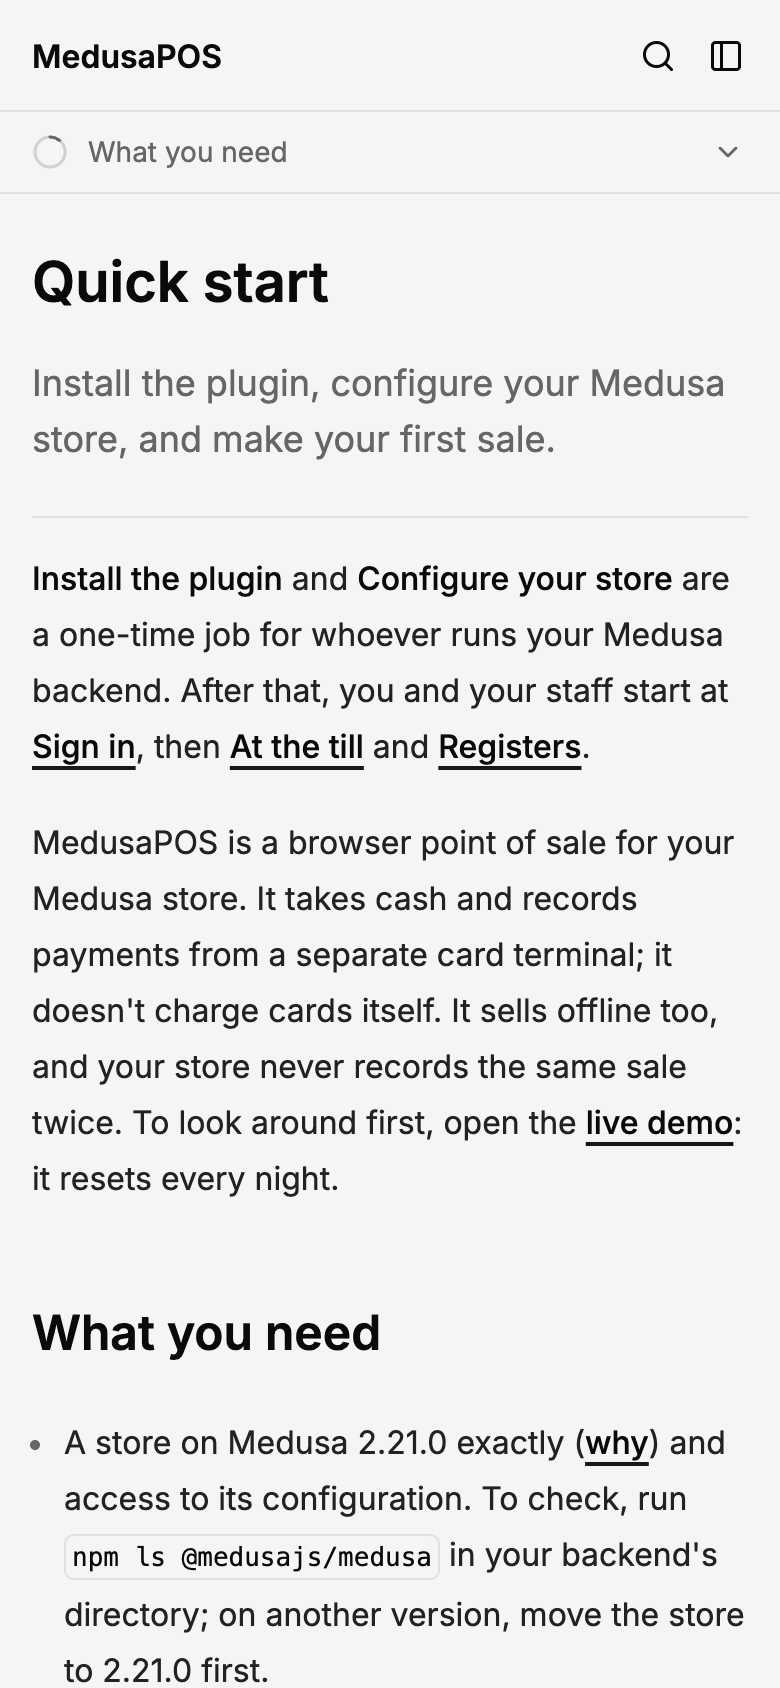 MedusaPOS
What you need
Quick start
Install the plugin, configure your Medusa
store, and make your first sale.
Install the plugin and Configure your store are
a one-time job for whoever runs your Medusa
backend. After that, you and your staff start at
Sign in, then At the till and Registers.
MedusaPOS is a browser point of sale for your
Medusa store. It takes cash and records
payments from a separate card terminal; it
doesn't charge cards itself. It sells offline too,
and your store never records the same sale
twice. To look around first, open the live demo:
it resets every night.
What you need
• A store on Medusa 2.21.0 exactly (why) and
access to its configuration. To check, run
npm ls @medusajs/medusa in your backend's
directory; on another version, move the store
to 2.21.0 first.